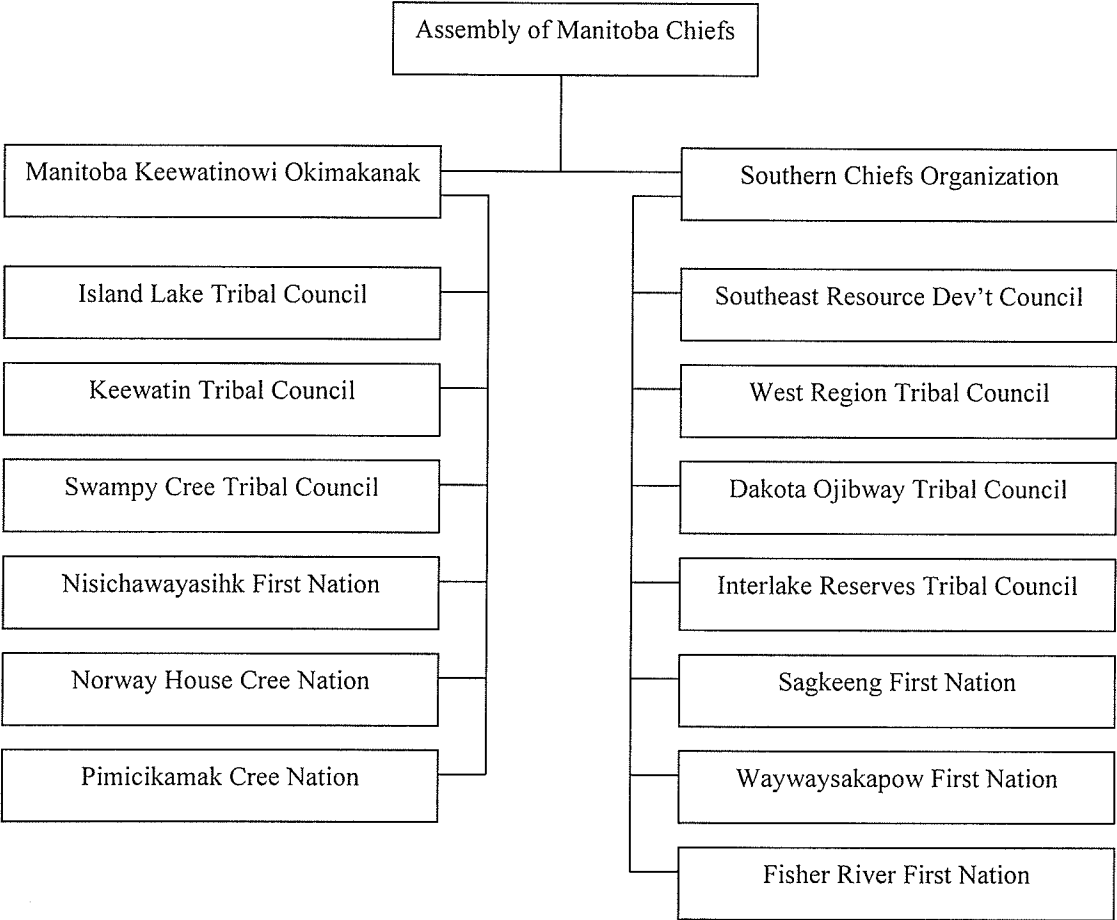 Assembly of Manitoba Chiefs
Manitoba Keewatinowi Okimakanak
Island Lake Tribal Council
Keewatin Tribal Council
Swampy Cree Tribal Council
Nisichawayasihk First Nation
Norway House Cree Nation
Pimicikamak Cree Nation
Southern Chiefs Organization
Southeast Resource Dev't Council
West Region Tribal Council
Dakota Ojibway Tribal Council
Interlake Reserves Tribal Council
Sagkeeng First Nation
Waywaysakapow First Nation
Fisher River First Nation